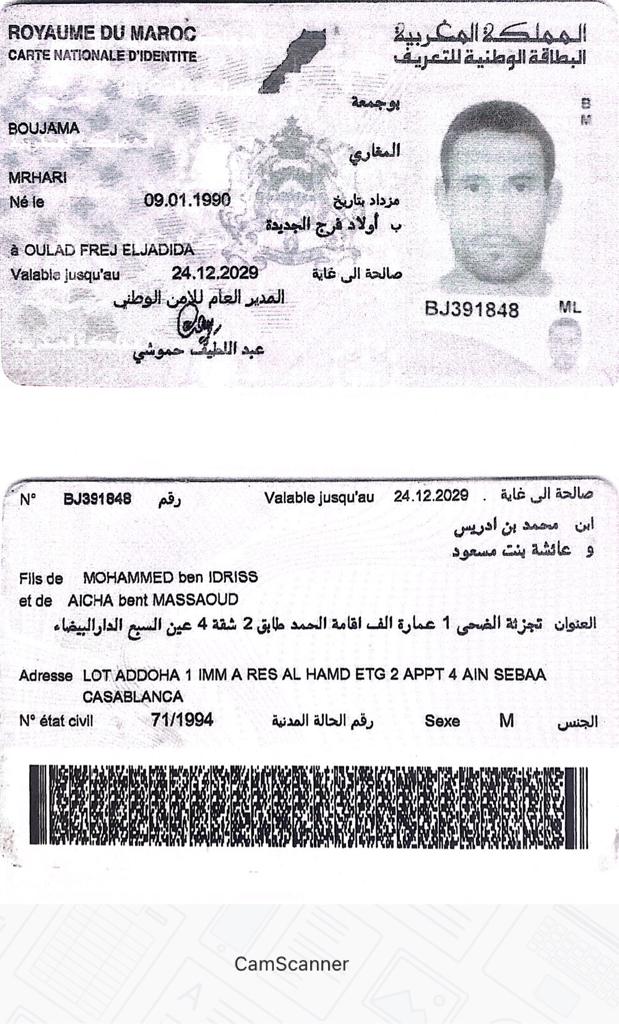 ROYAUME DU MAROC
المملكة المغربية
CARTE NATIONALE D'IDENTITE
البطاقة الوطنية للتعريف
بوجمعة
BOUJAMA
المغاري
MRHARI
Né le 09.01.1990 مزداد بتاريخ
ب أولاد فرج الجديدة
à OULAD FREJ ELJADIDA
Valable jusqu'au 24.12.2029 صالحة الى غاية
المدير العام للامن الوطني
عبد اللطيف حموشي
B
M
BJ391848
ML
N° BJ391848 رقم Valable jusqu'au 24.12.2029 صالحة الى غاية
ابن محمد بن ادريس
و عائشة بنت مسعود
Fils de MOHAMMED ben IDRISS
et de AICHA bent MASSAOUD
العنوان تجزئة الضحى 1 عمارة الف اقامة الحمد طابق 2 شقة 4 عين السبع الدارالبيضاء
Adresse LOT ADDOHA 1 IMM A RES AL HAMD ETG 2 APPT 4 AIN SEBAA
CASABLANCA
N° état civil 71/1994 رقم الحالة المدنية Sexe M الجنس
CamScanner